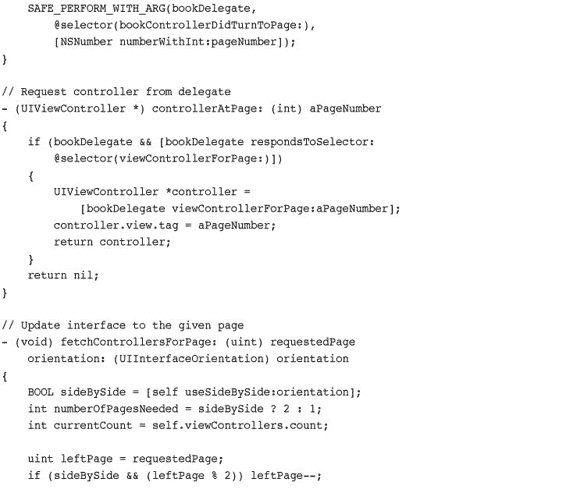 SAFE_PERFORM_WITH_ARG(bookDelegate,
@selector(bookControllerDidTurnToPage:),
[NSNumber numberWithInt:pageNumber]);
}
// Request controller from delegate
- (UIViewController *) controllerAtPage: (int) aPageNumber
{
if (bookDelegate && [bookDelegate respondsToSelector:
@selector(viewControllerForPage:)])
{
UIViewController *controller =
[bookDelegate viewControllerForPage:aPageNumber];
controller.view.tag = aPageNumber;
return controller;
}
return nil;
}
// Update interface to the given page
- (void) fetchControllersForPage: (uint) requestedPage
orientation: (UIInterfaceOrientation) orientation
{
BOOL sideBySide = [self useSideBySide:orientation];
int numberOfPagesNeeded = sideBySide ? 2 : 1;
int currentCount = self.viewControllers.count;
uint leftPage = requestedPage;
if (sideBySide && (leftPage % 2)) leftPage--;